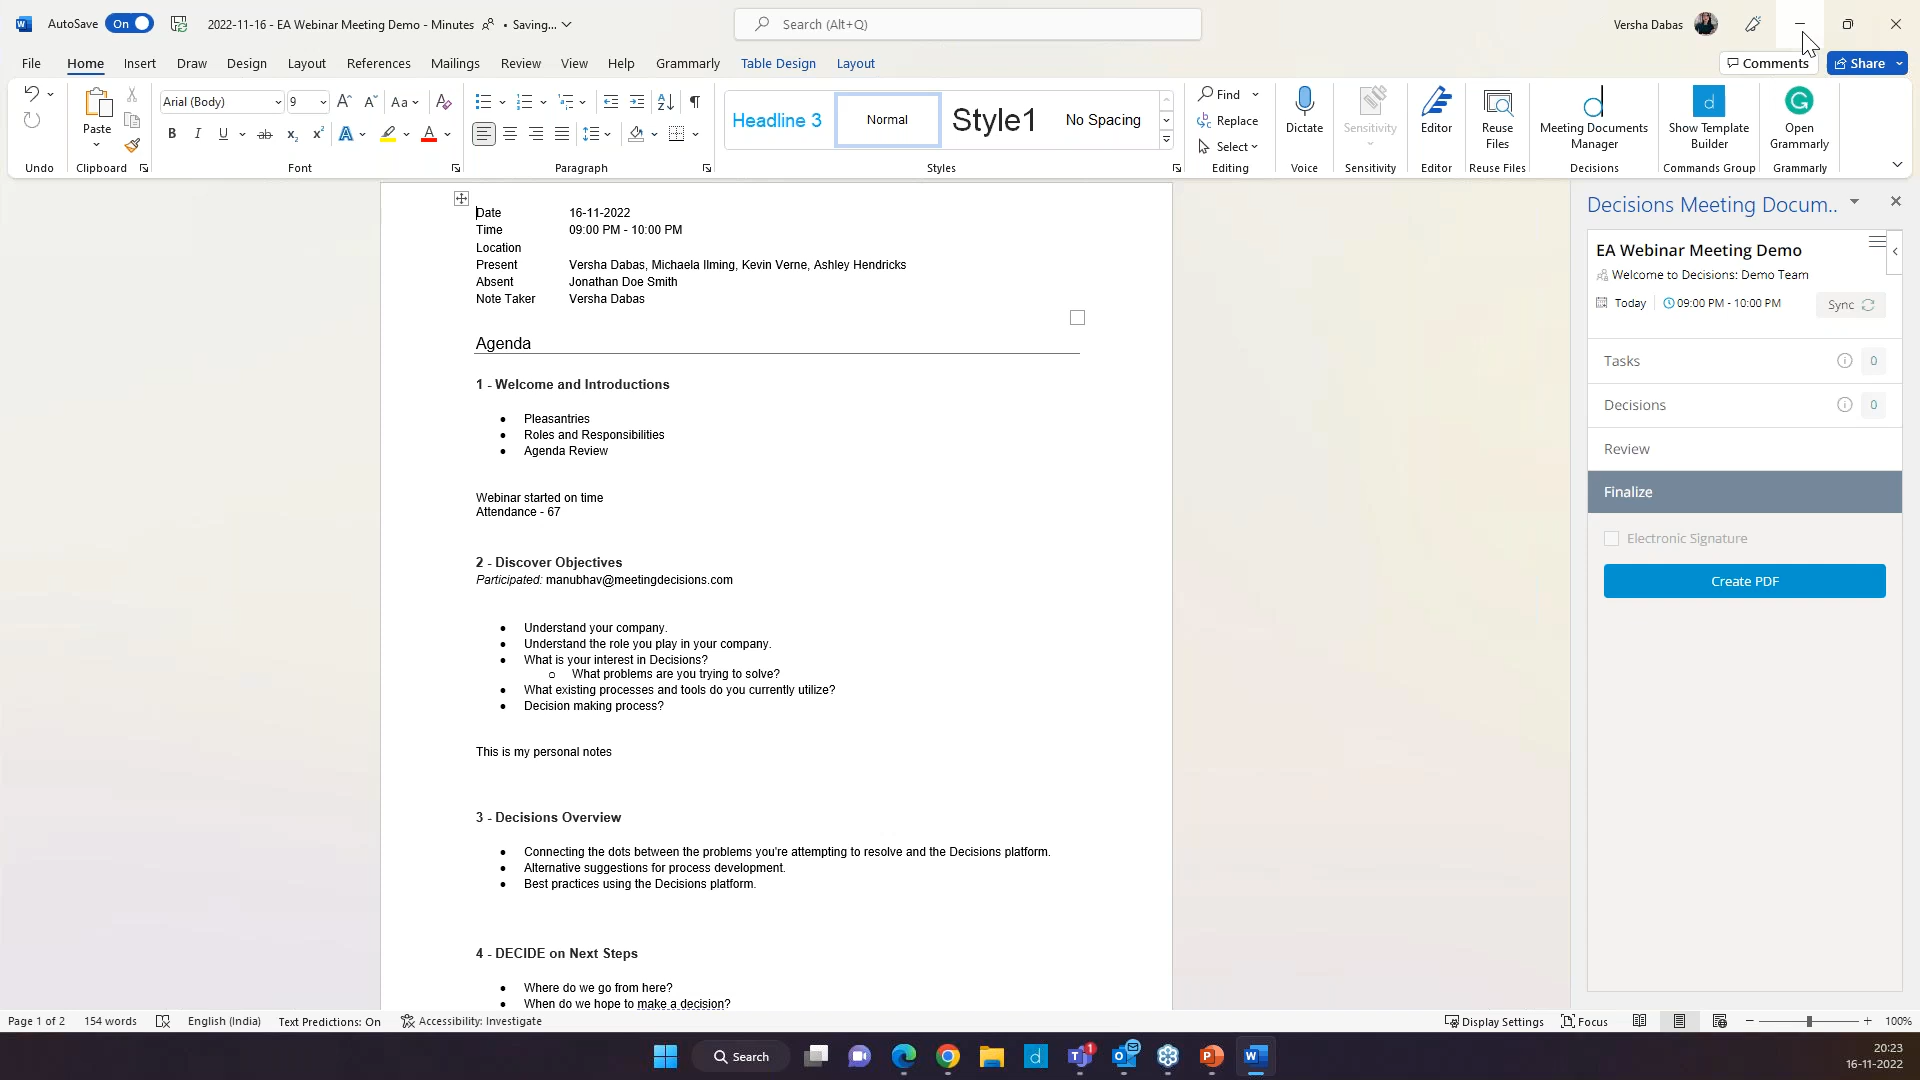 AutoSave On 2022-11-16 - EA Webinar Meeting Demo - Minutes • Saving... Search (Alt+Q) Versha Dabas
File Home Insert Draw Design Layout References Mailings Review View Help Grammarly Table Design Layout Comments Share
Arial (Body) 9 Aa
Paste
Headline 3 Normal Style1 No Spacing
Find
Replace
Select
Dictate
Sensitivity
Editor
Reuse
Files
Meeting Documents
Manager
Show Template
Builder
Open
Grammarly
Undo Clipboard Font Paragraph Styles Editing Voice Sensitivity Editor Reuse Files Decisions Commands Group Grammarly
Date 16-11-2022
Time 09:00 PM - 10:00 PM
Location
Present Versha Dabas, Michaela Ilming, Kevin Verne, Ashley Hendricks
Absent Jonathan Doe Smith
Note Taker Versha Dabas
Agenda
1 - Welcome and Introductions
• Pleasantries
• Roles and Responsibilities
• Agenda Review
Webinar started on time
Attendance - 67
2 - Discover Objectives
Participated: manubhav@meetingdecisions.com
• Understand your company.
• Understand the role you play in your company.
• What is your interest in Decisions?
o What problems are you trying to solve?
• What existing processes and tools do you currently utilize?
• Decision making process?
This is my personal notes
3 - Decisions Overview
• Connecting the dots between the problems you're attempting to resolve and the Decisions platform.
• Alternative suggestions for process development.
• Best practices using the Decisions platform.
4 - DECIDE on Next Steps
• Where do we go from here?
• When do we hope to make a decision?
Decisions Meeting Docum..
EA Webinar Meeting Demo
Welcome to Decisions: Demo Team
Today 09:00 PM - 10:00 PM Sync
Tasks 0
Decisions 0
Review
Finalize
Electronic Signature
Create PDF
Page 1 of 2 154 words English (India) Text Predictions: On Accessibility: Investigate Display Settings Focus 100%
Search
20:23
16-11-2022